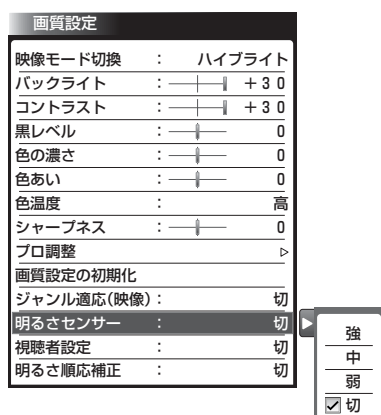 画質設定
映像モード切換 : ハイブライト
バックライト : +30
コントラスト : +30
黒レベル : 0
色の濃さ : 0
色あい : 0
色温度 : 高
シャープネス : 0
プロ調整
画質設定の初期化
ジャンル適応(映像) : 切
明るさセンサー : 切
視聴者設定 : 切
明るさ順応補正 : 切
強
中
弱
切